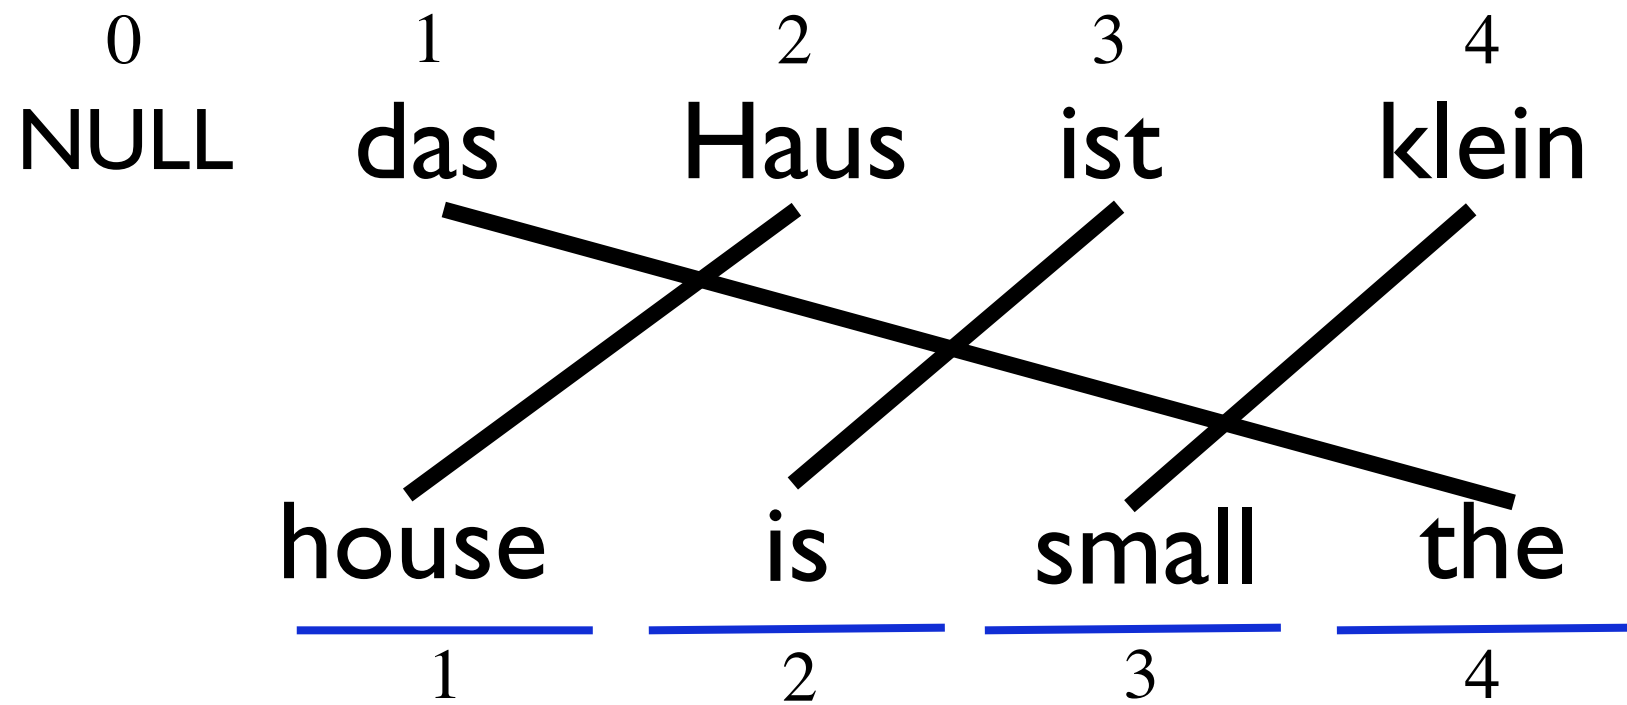 0 1 2 3 4
NULL das Haus ist klein
house is small the
1 2 3 4